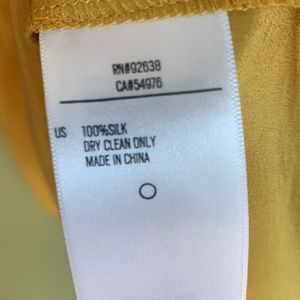 RN#92638
CA#54976
US 100%SILK
DRY CLEAN ONLY
MADE IN CHINA